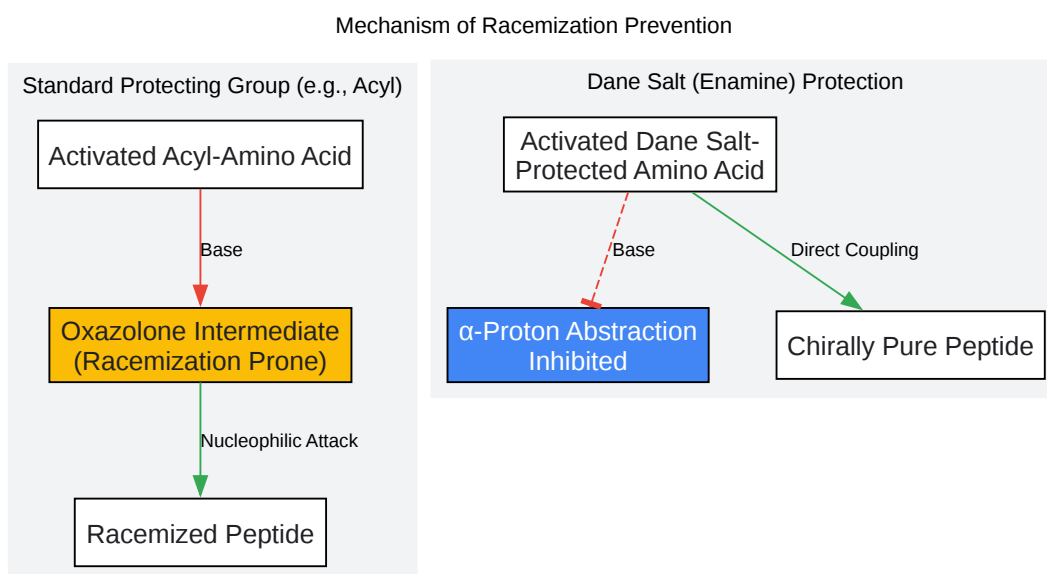 Mechanism of Racemization Prevention
Standard Protecting Group (e.g., Acyl)
Activated Acyl-Amino Acid
Base
Oxazolone Intermediate
(Racemization Prone)
Nucleophilic Attack
Racemized Peptide
Dane Salt (Enamine) Protection
Activated Dane Salt-
Protected Amino Acid
Base
Direct Coupling
α-Proton Abstraction
Inhibited
Chirally Pure Peptide